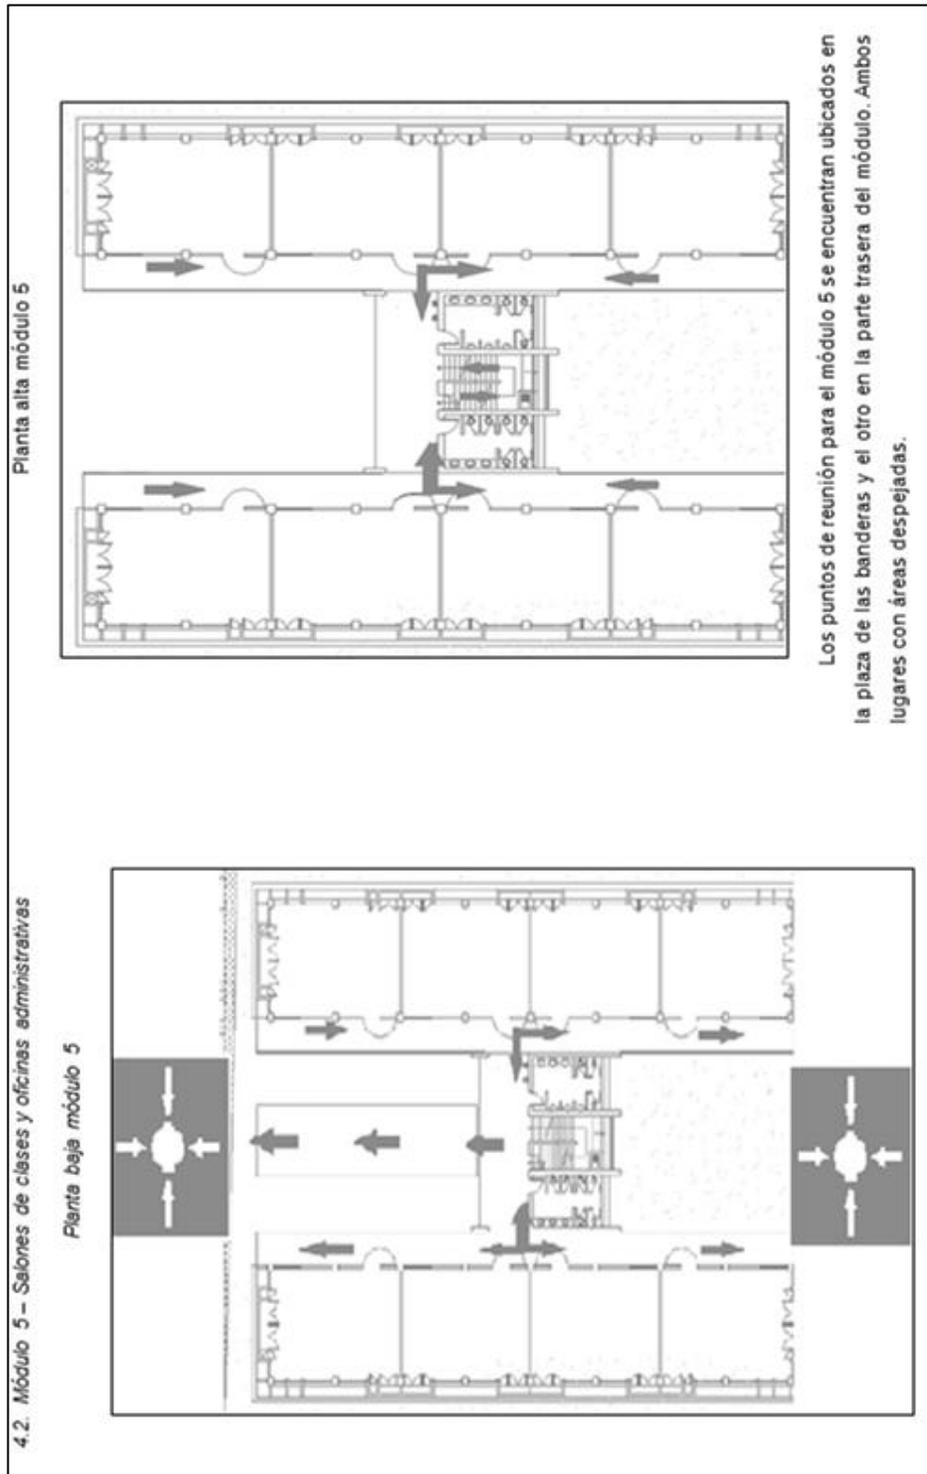 4.2. Módulo 5 – Salones de clases y oficinas administrativas
Planta baja módulo 5
Planta alta módulo 5
Los puntos de reunión para el módulo 5 se encuentran ubicados en
la plaza de las banderas y el otro en la parte trasera del módulo. Ambos
lugares con áreas despejadas.